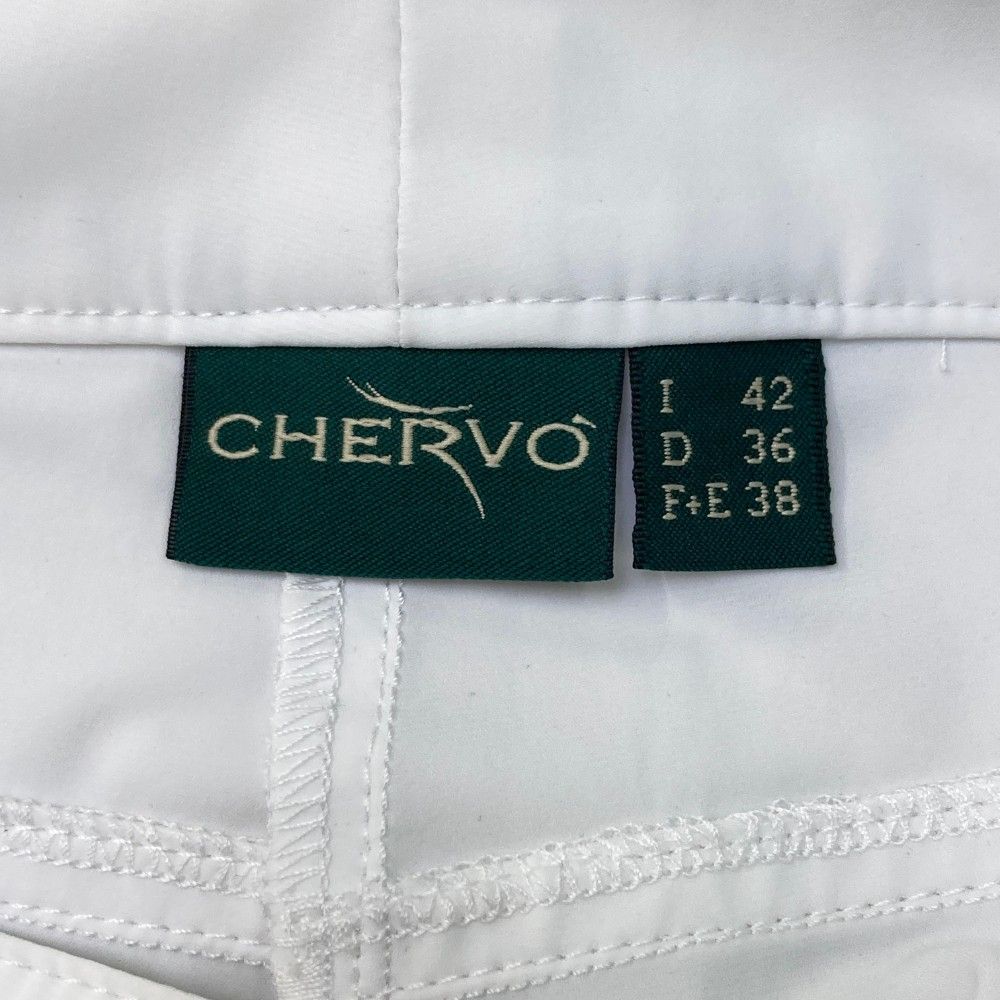 CHERVÒ
I 42
D 36
F+E 38